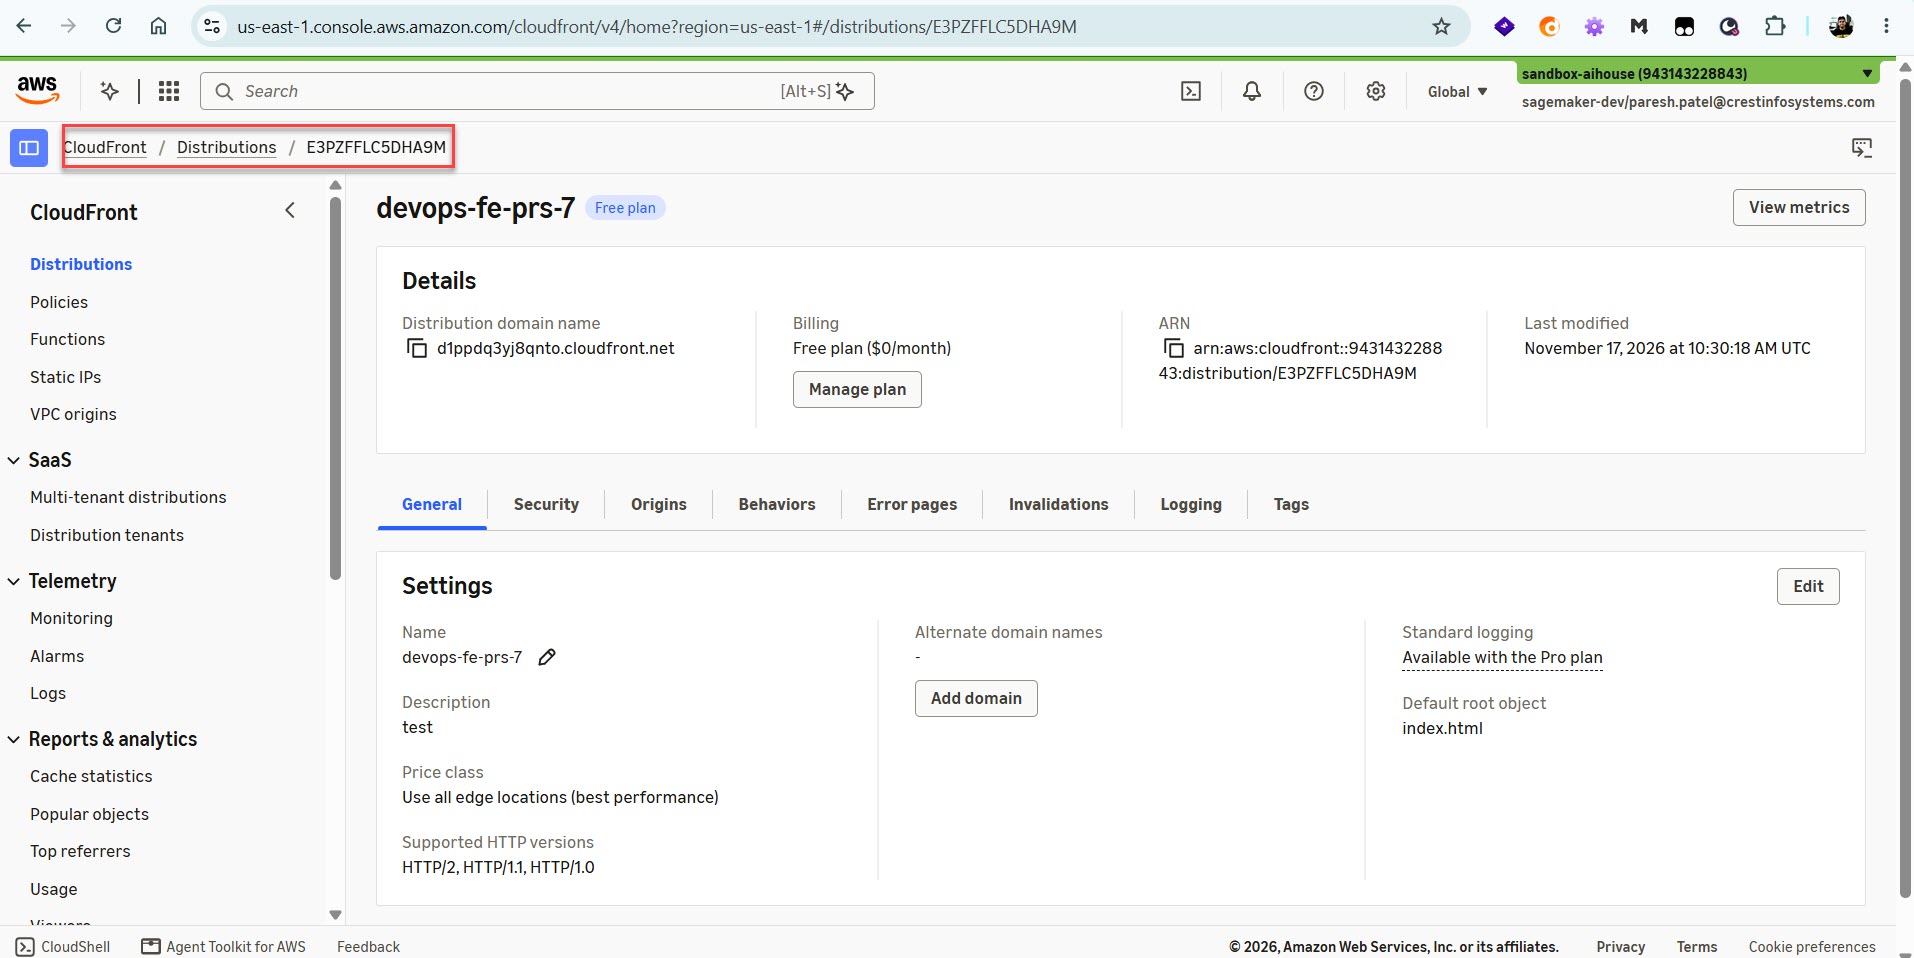 us-east-1.console.aws.amazon.com/cloudfront/v4/home?region=us-east-1#/distributions/E3PZFFLC5DHA9M
aws
Search
[Alt+S]
Global
sandbox-aihouse (943143228843)
sagemaker-dev/paresh.patel@crestinfosystems.com
CloudFront / Distributions / E3PZFFLC5DHA9M
CloudFront
Distributions
Policies
Functions
Static IPs
VPC origins
SaaS
Multi-tenant distributions
Distribution tenants
Telemetry
Monitoring
Alarms
Logs
Reports & analytics
Cache statistics
Popular objects
Top referrers
Usage
Viewers
devops-fe-prs-7 Free plan
View metrics
Details
Distribution domain name
d1ppdq3yj8qnto.cloudfront.net
Billing
Free plan ($0/month)
Manage plan
ARN
arn:aws:cloudfront::9431432288
43:distribution/E3PZFFLC5DHA9M
Last modified
November 17, 2026 at 10:30:18 AM UTC
General Security Origins Behaviors Error pages Invalidations Logging Tags
Settings
Edit
Name
devops-fe-prs-7
Description
test
Price class
Use all edge locations (best performance)
Supported HTTP versions
HTTP/2, HTTP/1.1, HTTP/1.0
Alternate domain names
-
Add domain
Standard logging
Available with the Pro plan
Default root object
index.html
CloudShell Agent Toolkit for AWS Feedback
© 2026, Amazon Web Services, Inc. or its affiliates. Privacy Terms Cookie preferences